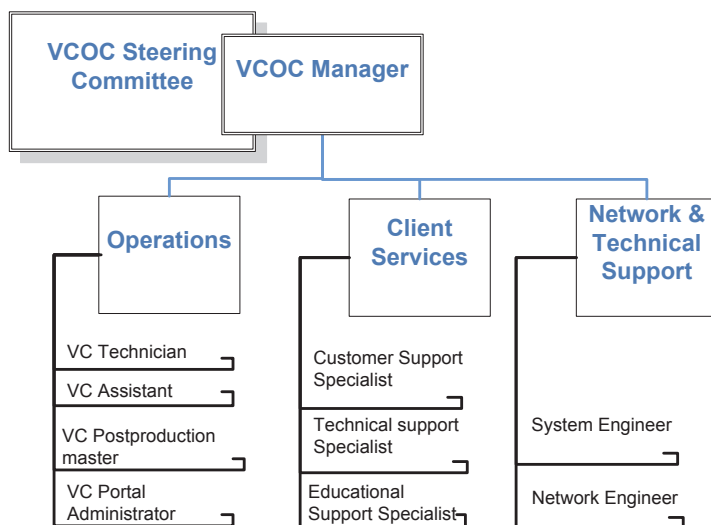 VCOC Steering
Committee
VCOC Manager
Operations
Client
Services
Network &
Technical
Support
VC Technician
VC Assistant
VC Postproduction
master
VC Portal
Administrator
Customer Support
Specialist
Technical support
Specialist
Educational
Support Specialist
System Engineer
Network Engineer